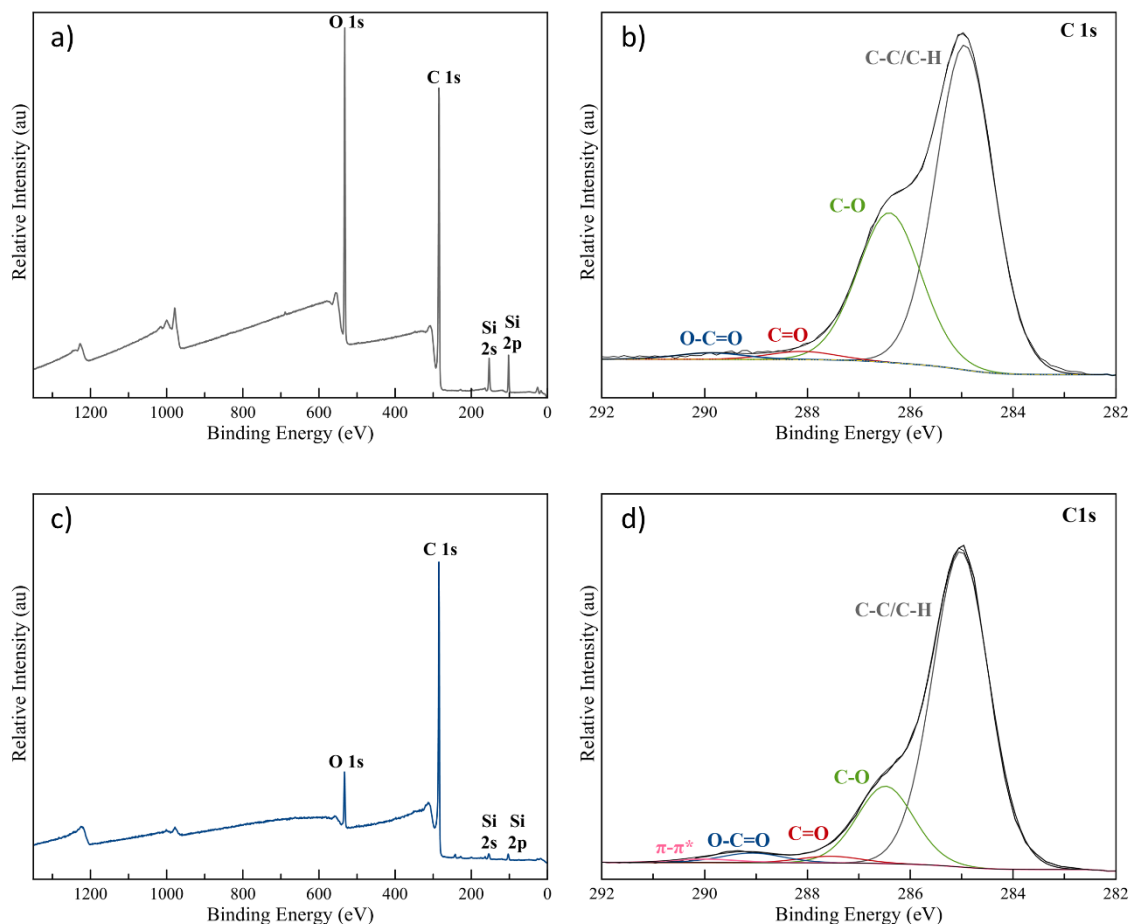 a)
O 1s
C 1s
Si
2s
Si
2p
Relative Intensity (au)
1200
1000
800
600
400
200
0
Binding Energy (eV)
b)
C 1s
C-C/C-H
C-O
C=O
O-C=O
Relative Intensity (au)
292
290
288
286
284
282
Binding Energy (eV)
c)
C 1s
O 1s
Si
2s
Si
2p
Relative Intensity (au)
1200
1000
800
600
400
200
0
Binding Energy (eV)
d)
C1s
C-C/C-H
C-O
C=O
O-C=O
π-π*
Relative Intensity (au)
292
290
288
286
284
282
Binding Energy (eV)